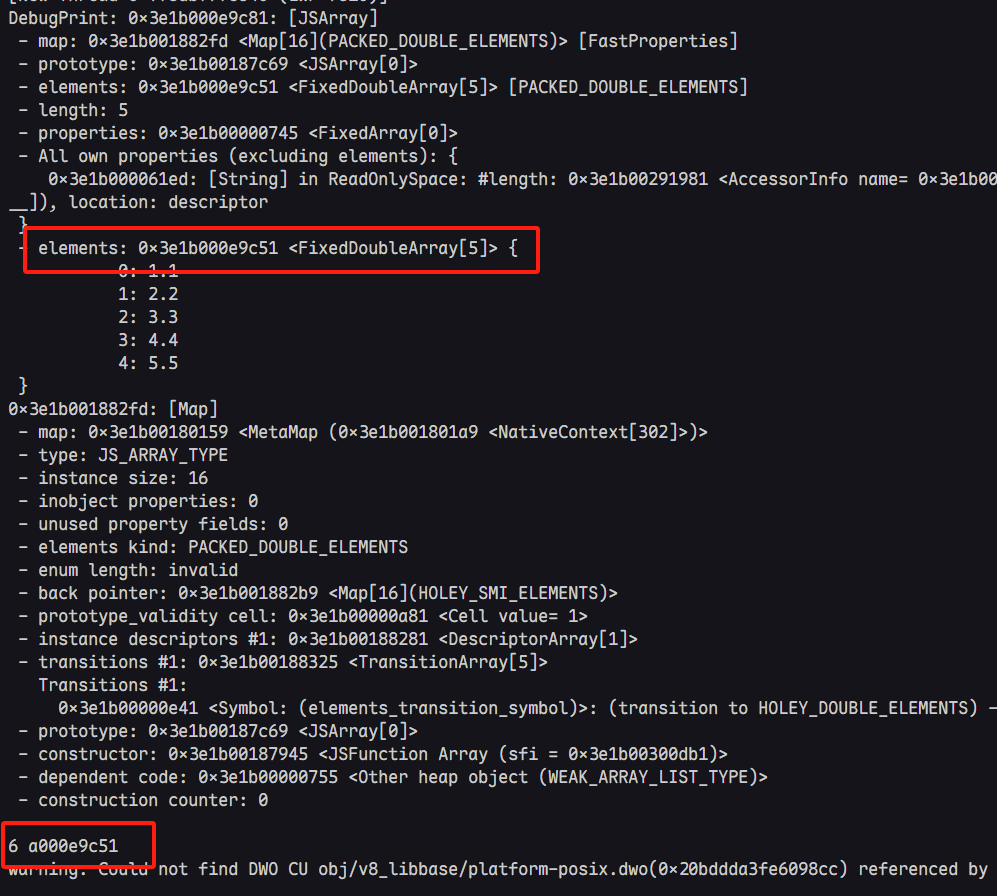 DebugPrint: 0x3e1b000e9c81: [JSArray]
- map: 0x3e1b001882fd <Map[16](PACKED_DOUBLE_ELEMENTS)> [FastProperties]
- prototype: 0x3e1b00187c69 <JSArray[0]>
- elements: 0x3e1b000e9c51 <FixedDoubleArray[5]> [PACKED_DOUBLE_ELEMENTS]
- length: 5
- properties: 0x3e1b00000745 <FixedArray[0]>
- All own properties (excluding elements): {
0x3e1b000061ed: [String] in ReadOnlySpace: #length: 0x3e1b00291981 <AccessorInfo name= 0x3e1b00
__]), location: descriptor
}
- elements: 0x3e1b000e9c51 <FixedDoubleArray[5]> {
0: 1.1
1: 2.2
2: 3.3
3: 4.4
4: 5.5
}
0x3e1b001882fd: [Map]
- map: 0x3e1b00180159 <MetaMap (0x3e1b001801a9 <NativeContext[302]>)>
- type: JS_ARRAY_TYPE
- instance size: 16
- inobject properties: 0
- unused property fields: 0
- elements kind: PACKED_DOUBLE_ELEMENTS
- enum length: invalid
- back pointer: 0x3e1b001882b9 <Map[16](HOLEY_SMI_ELEMENTS)>
- prototype_validity cell: 0x3e1b00000a81 <Cell value= 1>
- instance descriptors #1: 0x3e1b00188281 <DescriptorArray[1]>
- transitions #1: 0x3e1b00188325 <TransitionArray[5]>
Transitions #1:
0x3e1b00000e41 <Symbol: (elements_transition_symbol)>: (transition to HOLEY_DOUBLE_ELEMENTS) -
- prototype: 0x3e1b00187c69 <JSArray[0]>
- constructor: 0x3e1b00187945 <JSFunction Array (sfi = 0x3e1b00300db1)>
- dependent code: 0x3e1b00000755 <Other heap object (WEAK_ARRAY_LIST_TYPE)>
- construction counter: 0
6 a000e9c51
warning: Could not find DWO CU obj/v8_libbase/platform-posix.dwo(0x20bddda3fe6098cc) referenced by